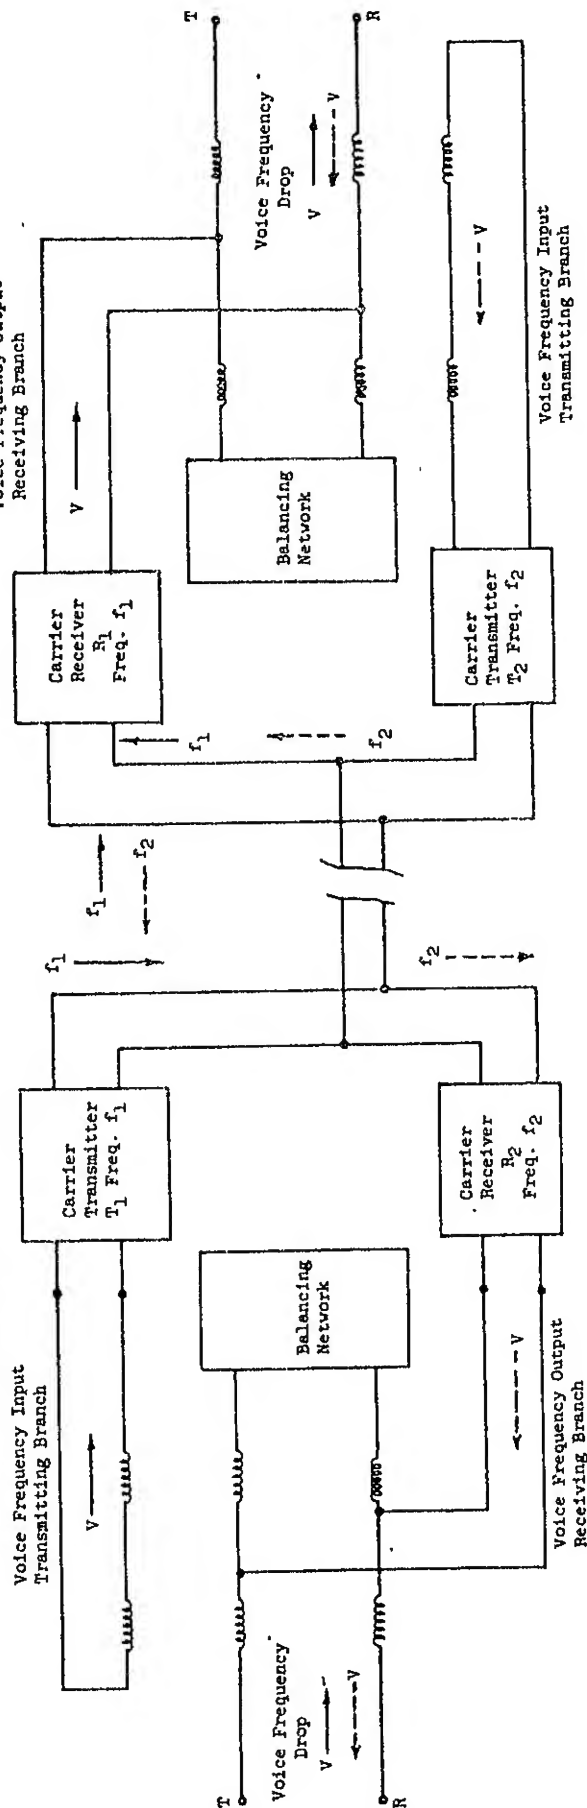 Voice Frequency Input
Transmitting Branch
V
Carrier
Transmitter
T1 Freq. f1
f1
f1
f2
Carrier
Receiver
R1
Freq. f1
V
Voice Frequency Output
Receiving Branch
T
Voice Frequency
Drop
V
V
R
Balancing
Network
f1
f2
Balancing
Network
T
Voice Frequency
Drop
V
V
R
V
Voice Frequency Output
Receiving Branch
Carrier
Receiver
R2
Freq. f2
f2
Carrier
Transmitter
T2 Freq. f2
V
Voice Frequency Input
Transmitting Branch